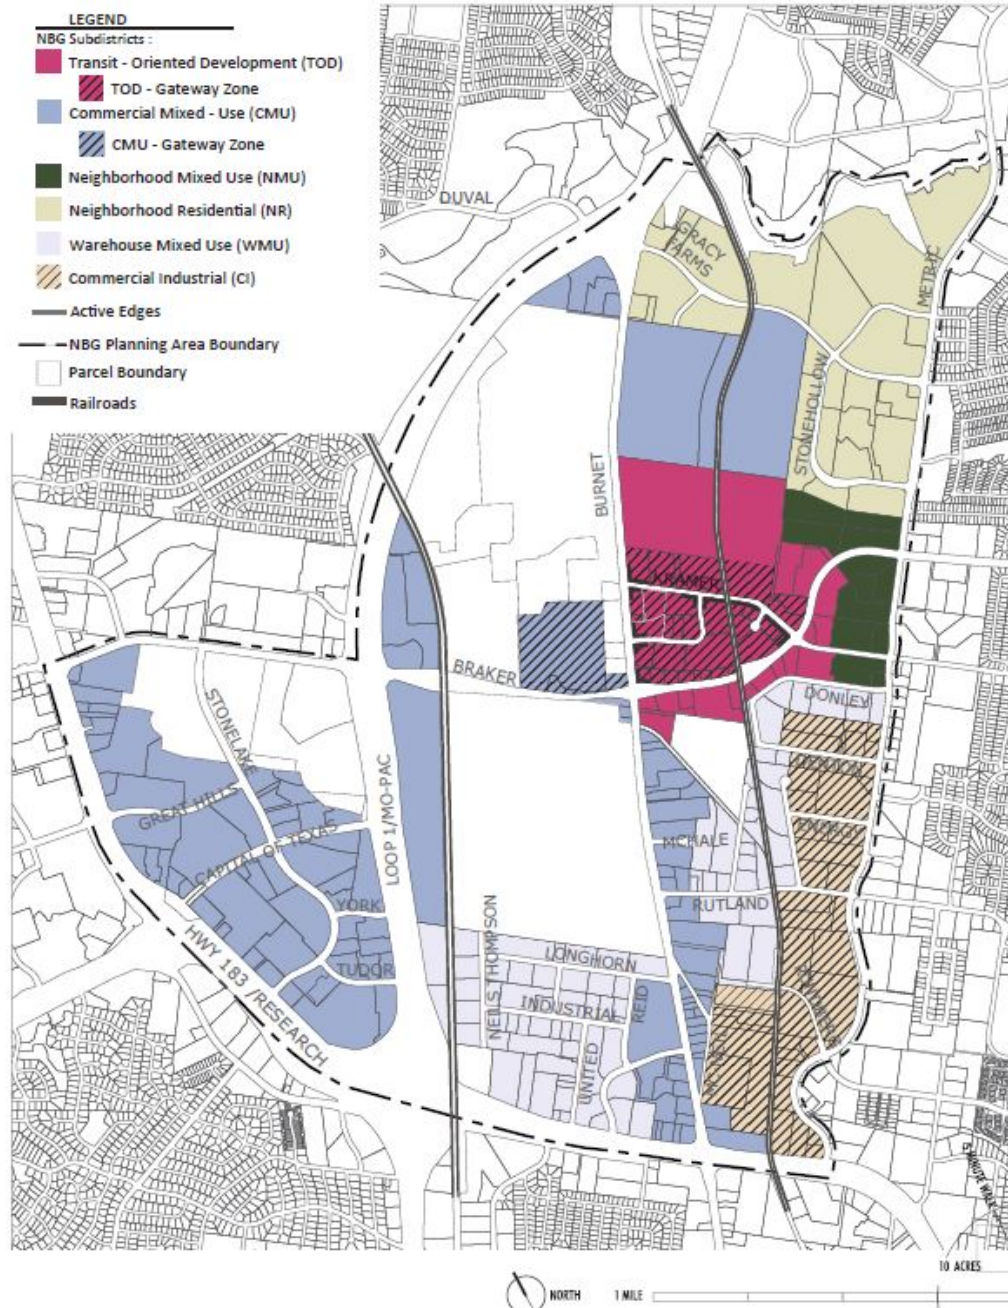 LEGEND
NBG Subdistricts :
Transit - Oriented Development (TOD)
TOD - Gateway Zone
Commercial Mixed - Use (CMU)
CMU - Gateway Zone
Neighborhood Mixed Use (NMU)
Neighborhood Residential (NR)
Warehouse Mixed Use (WMU)
Commercial Industrial (CI)
Active Edges
NBG Planning Area Boundary
Parcel Boundary
Railroads
DUVAL
GRACY
FARMS
METRIC
STONEHOLLOW
BURNET
KRAMER
BRAKER
DONLEY
STONELAKE
GREAT HILLS
CAPITAL OF TEXAS
LOOP 1/MO-PAC
MCHALE
RUTLAND
YORK
TUDOR
HWY 183 /RESEARCH
NEILS THOMPSON
LONGHORN
INDUSTRIAL
REID
UNITED
NORTH
1 MILE
10 ACRES